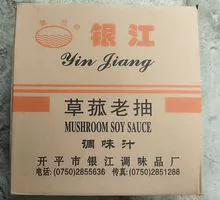 银江
Yin Jiang
草菇老抽
MUSHROOM SOY SAUCE
调味汁
开平市银江调味品厂
电话:(0750)2855636 传真:(0750)2851288